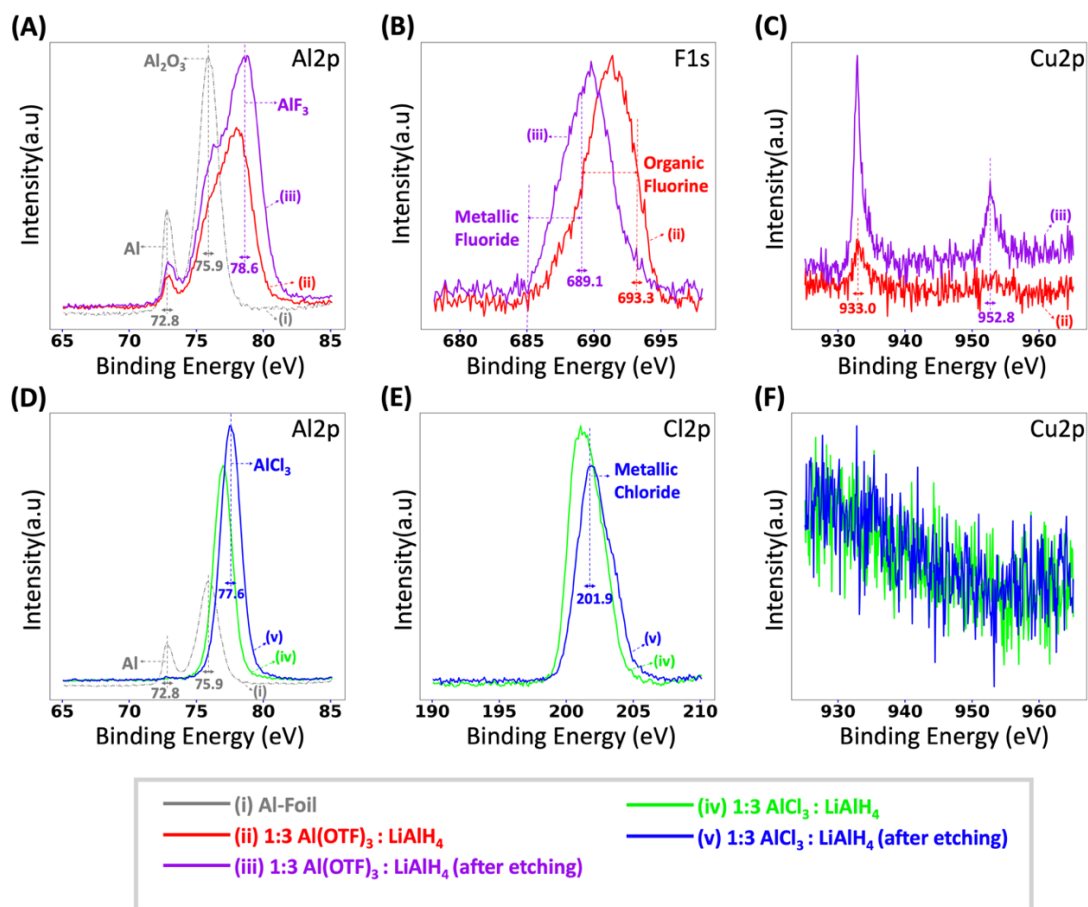 (A)
Al2p
Al₂O₃
AlF₃
Al
(iii)
(ii)
(i)
75.9
78.6
72.8
Intensity(a.u)
65 70 75 80 85
Binding Energy (eV)
(B)
F1s
(iii)
Organic
Fluorine
Metallic
Fluoride
(ii)
689.1
693.3
Intensity(a.u)
680 685 690 695
Binding Energy (eV)
(C)
Cu2p
(iii)
933.0
952.8
(ii)
Intensity(a.u)
930 940 950 960
Binding Energy (eV)
(D)
Al2p
AlCl₃
77.6
Al
(v)
(iv)
75.9
72.8
(i)
Intensity(a.u)
65 70 75 80 85
Binding Energy (eV)
(E)
Cl2p
Metallic
Chloride
201.9
(v)
(iv)
Intensity(a.u)
190 195 200 205 210
Binding Energy (eV)
(F)
Cu2p
Intensity(a.u)
930 940 950 960
Binding Energy (eV)
(i) Al-Foil
(ii) 1:3 Al(OTF)₃ : LiAlH₄
(iii) 1:3 Al(OTF)₃ : LiAlH₄ (after etching)
(iv) 1:3 AlCl₃ : LiAlH₄
(v) 1:3 AlCl₃ : LiAlH₄ (after etching)